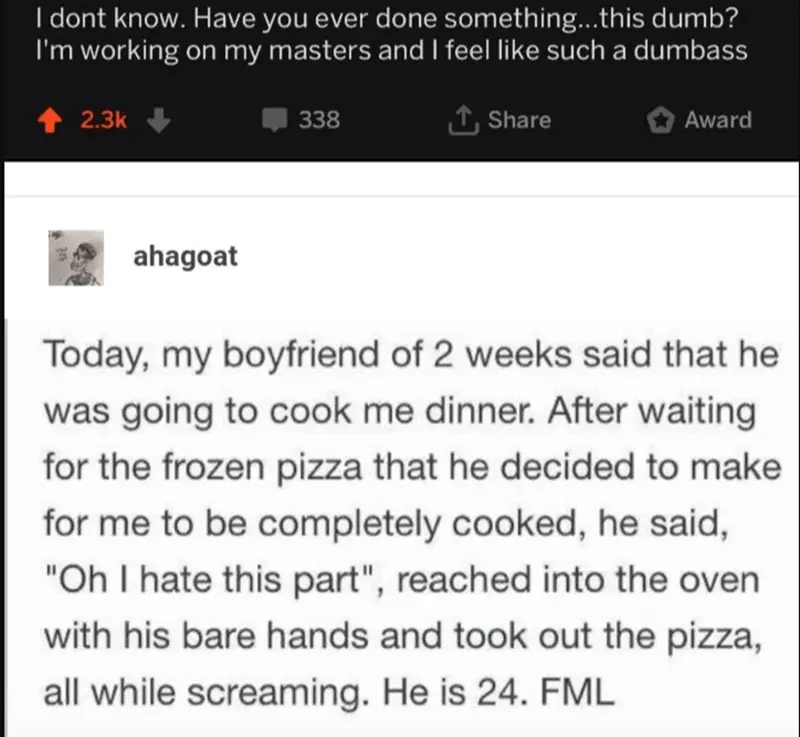 I dont know. Have you ever done something...this dumb?
I'm working on my masters and I feel like such a dumbass
2.3k 338 Share Award
ahagoat
Today, my boyfriend of 2 weeks said that he
was going to cook me dinner. After waiting
for the frozen pizza that he decided to make
for me to be completely cooked, he said,
"Oh I hate this part", reached into the oven
with his bare hands and took out the pizza,
all while screaming. He is 24. FML